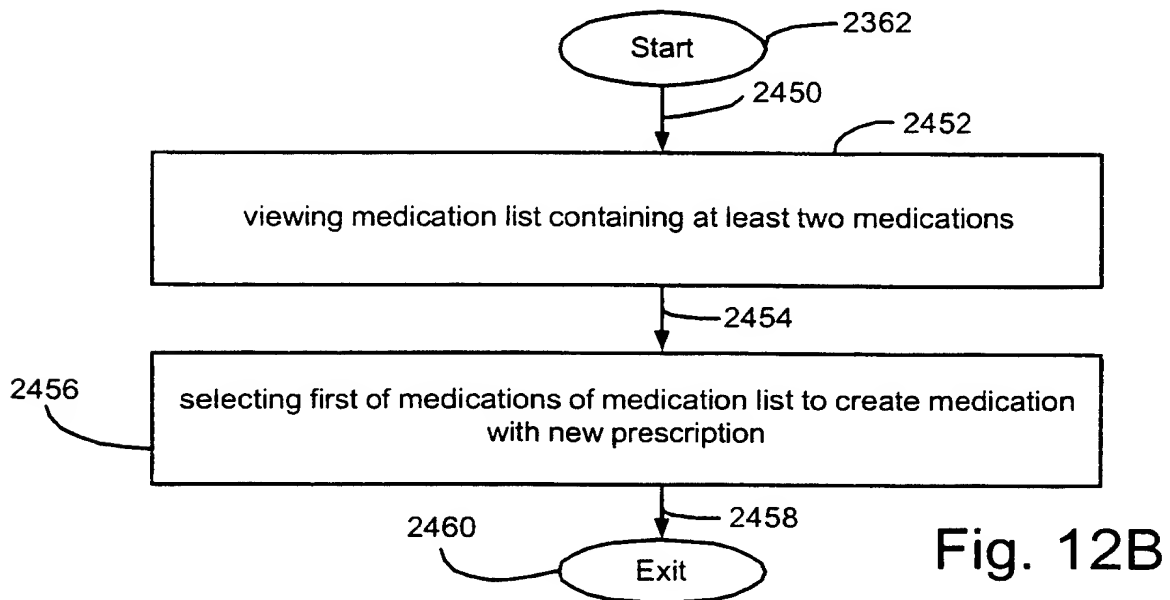 Start
2362
2450
2452
viewing medication list containing at least two medications
2454
2456
selecting first of medications of medication list to create medication
with new prescription
2458
2460
Exit
Fig. 12B